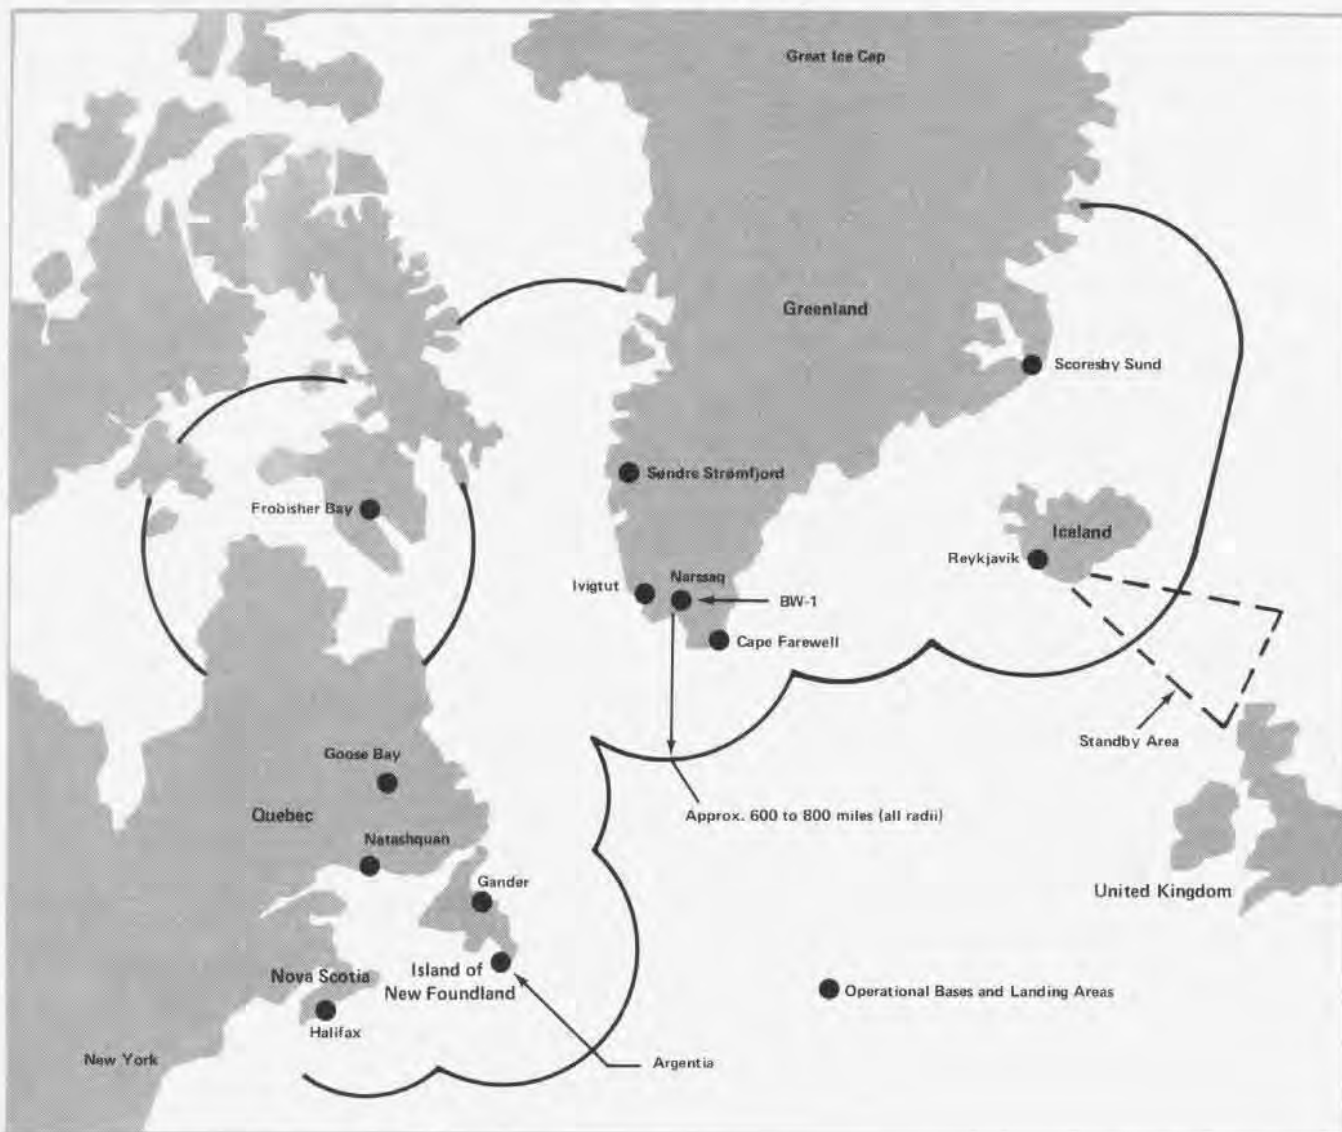 Great Ice Cap
Greenland
Scoresby Sund
Søndre Strømfjord
Frobisher Bay
Iceland
Reykjavik
Narssaq
Ivigtut
BW-1
Cape Farewell
Standby Area
Goose Bay
Quebec
Approx. 600 to 800 miles (all radii)
Natashquan
Gander
United Kingdom
Nova Scotia
Island of
New Foundland
Operational Bases and Landing Areas
Halifax
New York
Argentia